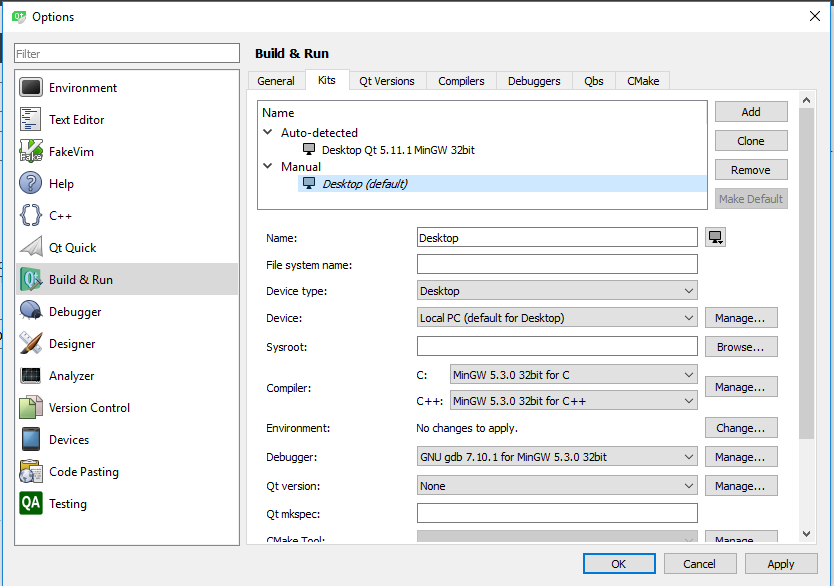 Options
Filter
Environment
Text Editor
FakeVim
Help
C++
Qt Quick
Build & Run
Debugger
Designer
Analyzer
Version Control
Devices
Code Pasting
QA Testing
Build & Run
General Kits Qt Versions Compilers Debuggers Qbs CMake
Name
Auto-detected
Desktop Qt 5.11.1 MinGW 32bit
Manual
Desktop (default)
Add
Clone
Remove
Make Default
Name: Desktop
File system name:
Device type: Desktop
Device: Local PC (default for Desktop) Manage...
Sysroot: Browse...
Compiler: C: MinGW 5.3.0 32bit for C Manage...
C++: MinGW 5.3.0 32bit for C++
Environment: No changes to apply. Change...
Debugger: GNU gdb 7.10.1 for MinGW 5.3.0 32bit Manage...
Qt version: None Manage...
Qt mkspec:
CMake Tool: Manage...
OK Cancel Apply